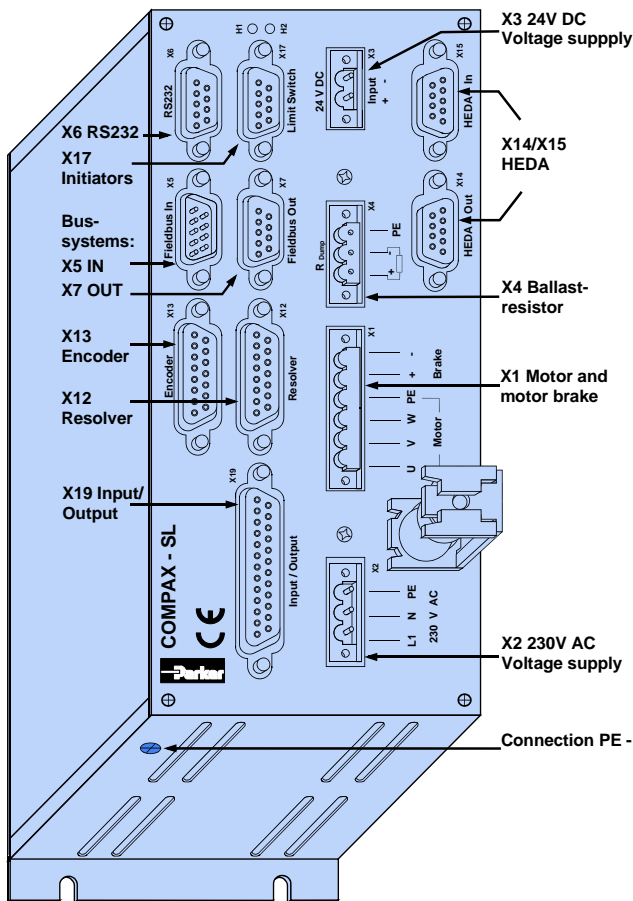 X3 24V DC
Voltage suppply
H1 H2
X6
RS232
X17
Limit Switch
X3
24 V DC
Input
+ -
X15
HEDA In
X6 RS232
X17
Initiators
X14/X15
HEDA
X5
Fieldbus In
X7
Fieldbus Out
X4
R Dump
PE
-
+
X14
HEDA Out
Bus-
systems:
X5 IN
X7 OUT
X4 Ballast-
resistor
X13
Encoder
X13
Encoder
X12
Resolver
X1
-
+
Brake
PE
W
V
U
Motor
X1 Motor and
motor brake
X12
Resolver
X19 Input/
Output
X19
Input / Output
COMPAX - SL
CE
Parker
X2
PE
N
L1
230 V AC
X2 230V AC
Voltage supply
Connection PE -